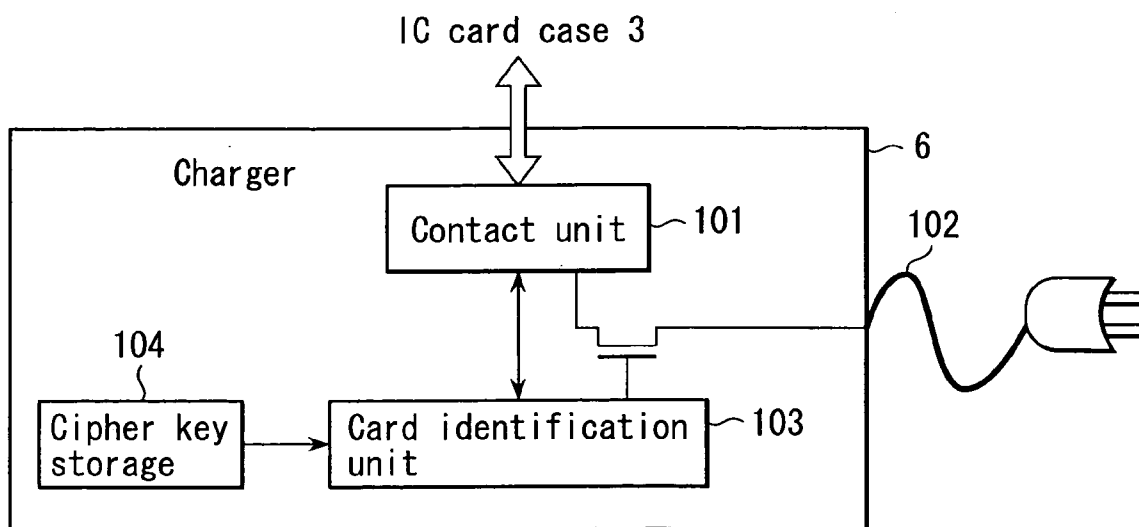 IC card case 3
Charger
6
Contact unit
101
102
104
Cipher key
storage
Card identification
unit
103